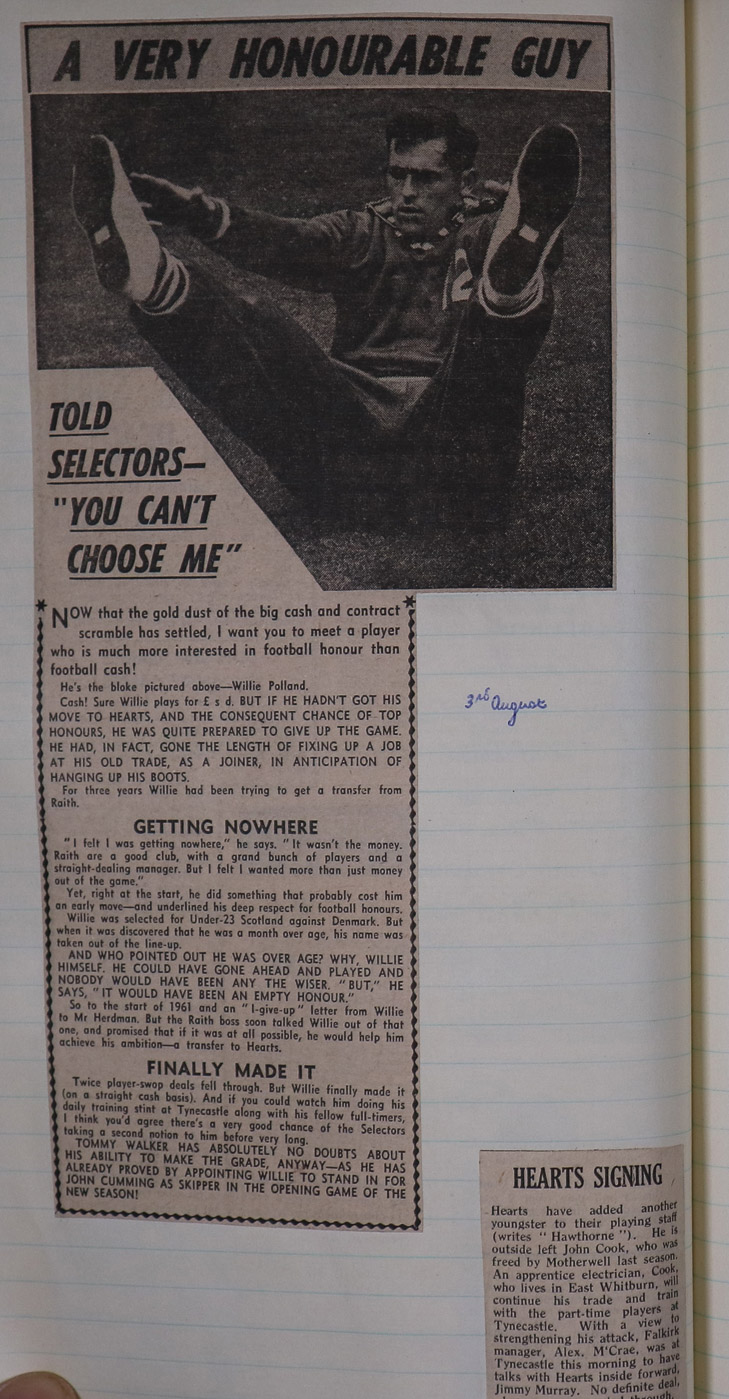 A VERY HONOURABLE GUY
12
TOLD
SELECTORS—
"YOU CAN'T
CHOOSE ME"
NOW that the gold dust of the big cash and contract
scramble has settled, I want you to meet a player
who is much more interested in football honour than
football cash!
He's the bloke pictured above—Willie Polland.
Cash! Sure Willie plays for £ s d. BUT IF HE HADN'T GOT HIS
MOVE TO HEARTS, AND THE CONSEQUENT CHANCE OF TOP
HONOURS, HE WAS QUITE PREPARED TO GIVE UP THE GAME.
HE HAD, IN FACT, GONE THE LENGTH OF FIXING UP A JOB
AT HIS OLD TRADE, AS A JOINER, IN ANTICIPATION OF
HANGING UP HIS BOOTS.
For three years Willie had been trying to get a transfer from
Raith.
GETTING NOWHERE
"I felt I was getting nowhere," he says. "It wasn't the money.
Raith are a good club, with a grand bunch of players and a
straight-dealing manager. But I felt I wanted more than just money
out of the game."
Yet, right at the start, he did something that probably cost him
an early move—and underlined his deep respect for football honours.
Willie was selected for Under-23 Scotland against Denmark. But
when it was discovered that he was a month over age, his name was
taken out of the line-up.
AND WHO POINTED OUT HE WAS OVER AGE? WHY, WILLIE
HIMSELF. HE COULD HAVE GONE AHEAD AND PLAYED AND
NOBODY WOULD HAVE BEEN ANY THE WISER. "BUT," HE
SAYS, "IT WOULD HAVE BEEN AN EMPTY HONOUR."
So to the start of 1961 and an "I-give-up" letter from Willie
to Mr Herdman. But the Raith boss soon talked Willie out of that
one, and promised that if it was at all possible, he would help him
achieve his ambition—a transfer to Hearts.
FINALLY MADE IT
Twice player-swop deals fell through. But Willie finally made it
(on a straight cash basis). And if you could watch him doing his
daily training stint at Tynecastle along with his fellow full-timers,
I think you'd agree there's a very good chance of the Selectors
taking a second notion to him before very long.
TOMMY WALKER HAS ABSOLUTELY NO DOUBTS ABOUT
HIS ABILITY TO MAKE THE GRADE, ANYWAY—AS HE HAS
ALREADY PROVED BY APPOINTING WILLIE TO STAND IN FOR
JOHN CUMMING AS SKIPPER IN THE OPENING GAME OF THE
NEW SEASON!
3rd August
HEARTS SIGNING
Hearts have added another
youngster to their playing staff
(writes "Hawthorne"). He is
outside left John Cook, who was
freed by Motherwell last season.
An apprentice electrician, Cook,
who lives in East Whitburn, will
continue his trade and train
with the part-time players at
Tynecastle. With a view to
strengthening his attack, Falkirk
manager, Alex. M'Crae, was at
Tynecastle this morning to have
talks with Hearts inside forward,
Jimmy Murray. No definite deal,